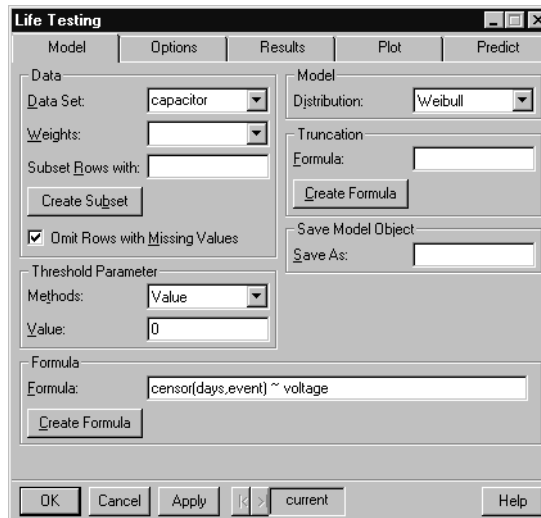 Life Testing
Model Options Results Plot Predict
Data
Data Set: capacitor
Weights:
Subset Rows with:
Create Subset
Omit Rows with Missing Values
Threshold Parameter
Methods: Value
Value: 0
Model
Distribution: Weibull
Truncation
Formula:
Create Formula
Save Model Object
Save As:
Formula
Formula: censor(days,event) ~ voltage
Create Formula
OK Cancel Apply current Help